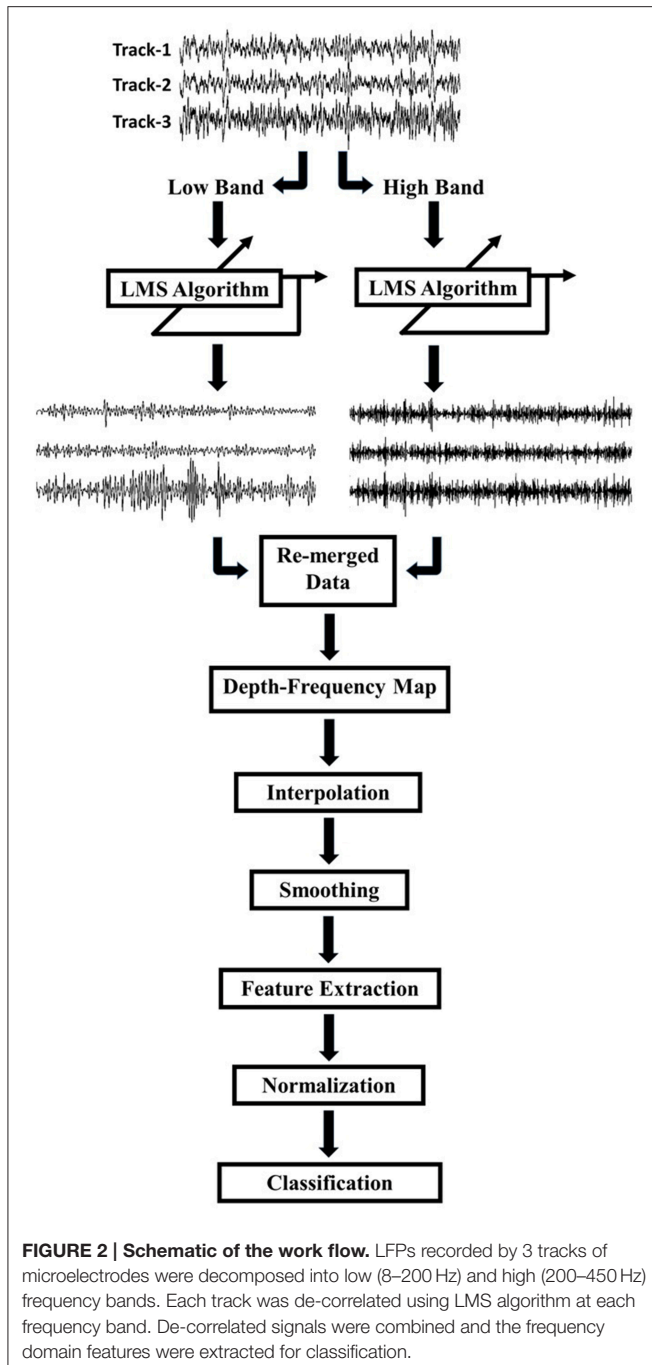 Track-1
Track-2
Track-3
Low Band
High Band
LMS Algorithm
LMS Algorithm
Re-merged
Data
Depth-Frequency Map
Interpolation
Smoothing
Feature Extraction
Normalization
Classification
FIGURE 2 | Schematic of the work flow. LFPs recorded by 3 tracks of
microelectrodes were decomposed into low (8–200 Hz) and high (200–450 Hz)
frequency bands. Each track was de-correlated using LMS algorithm at each
frequency band. De-correlated signals were combined and the frequency
domain features were extracted for classification.